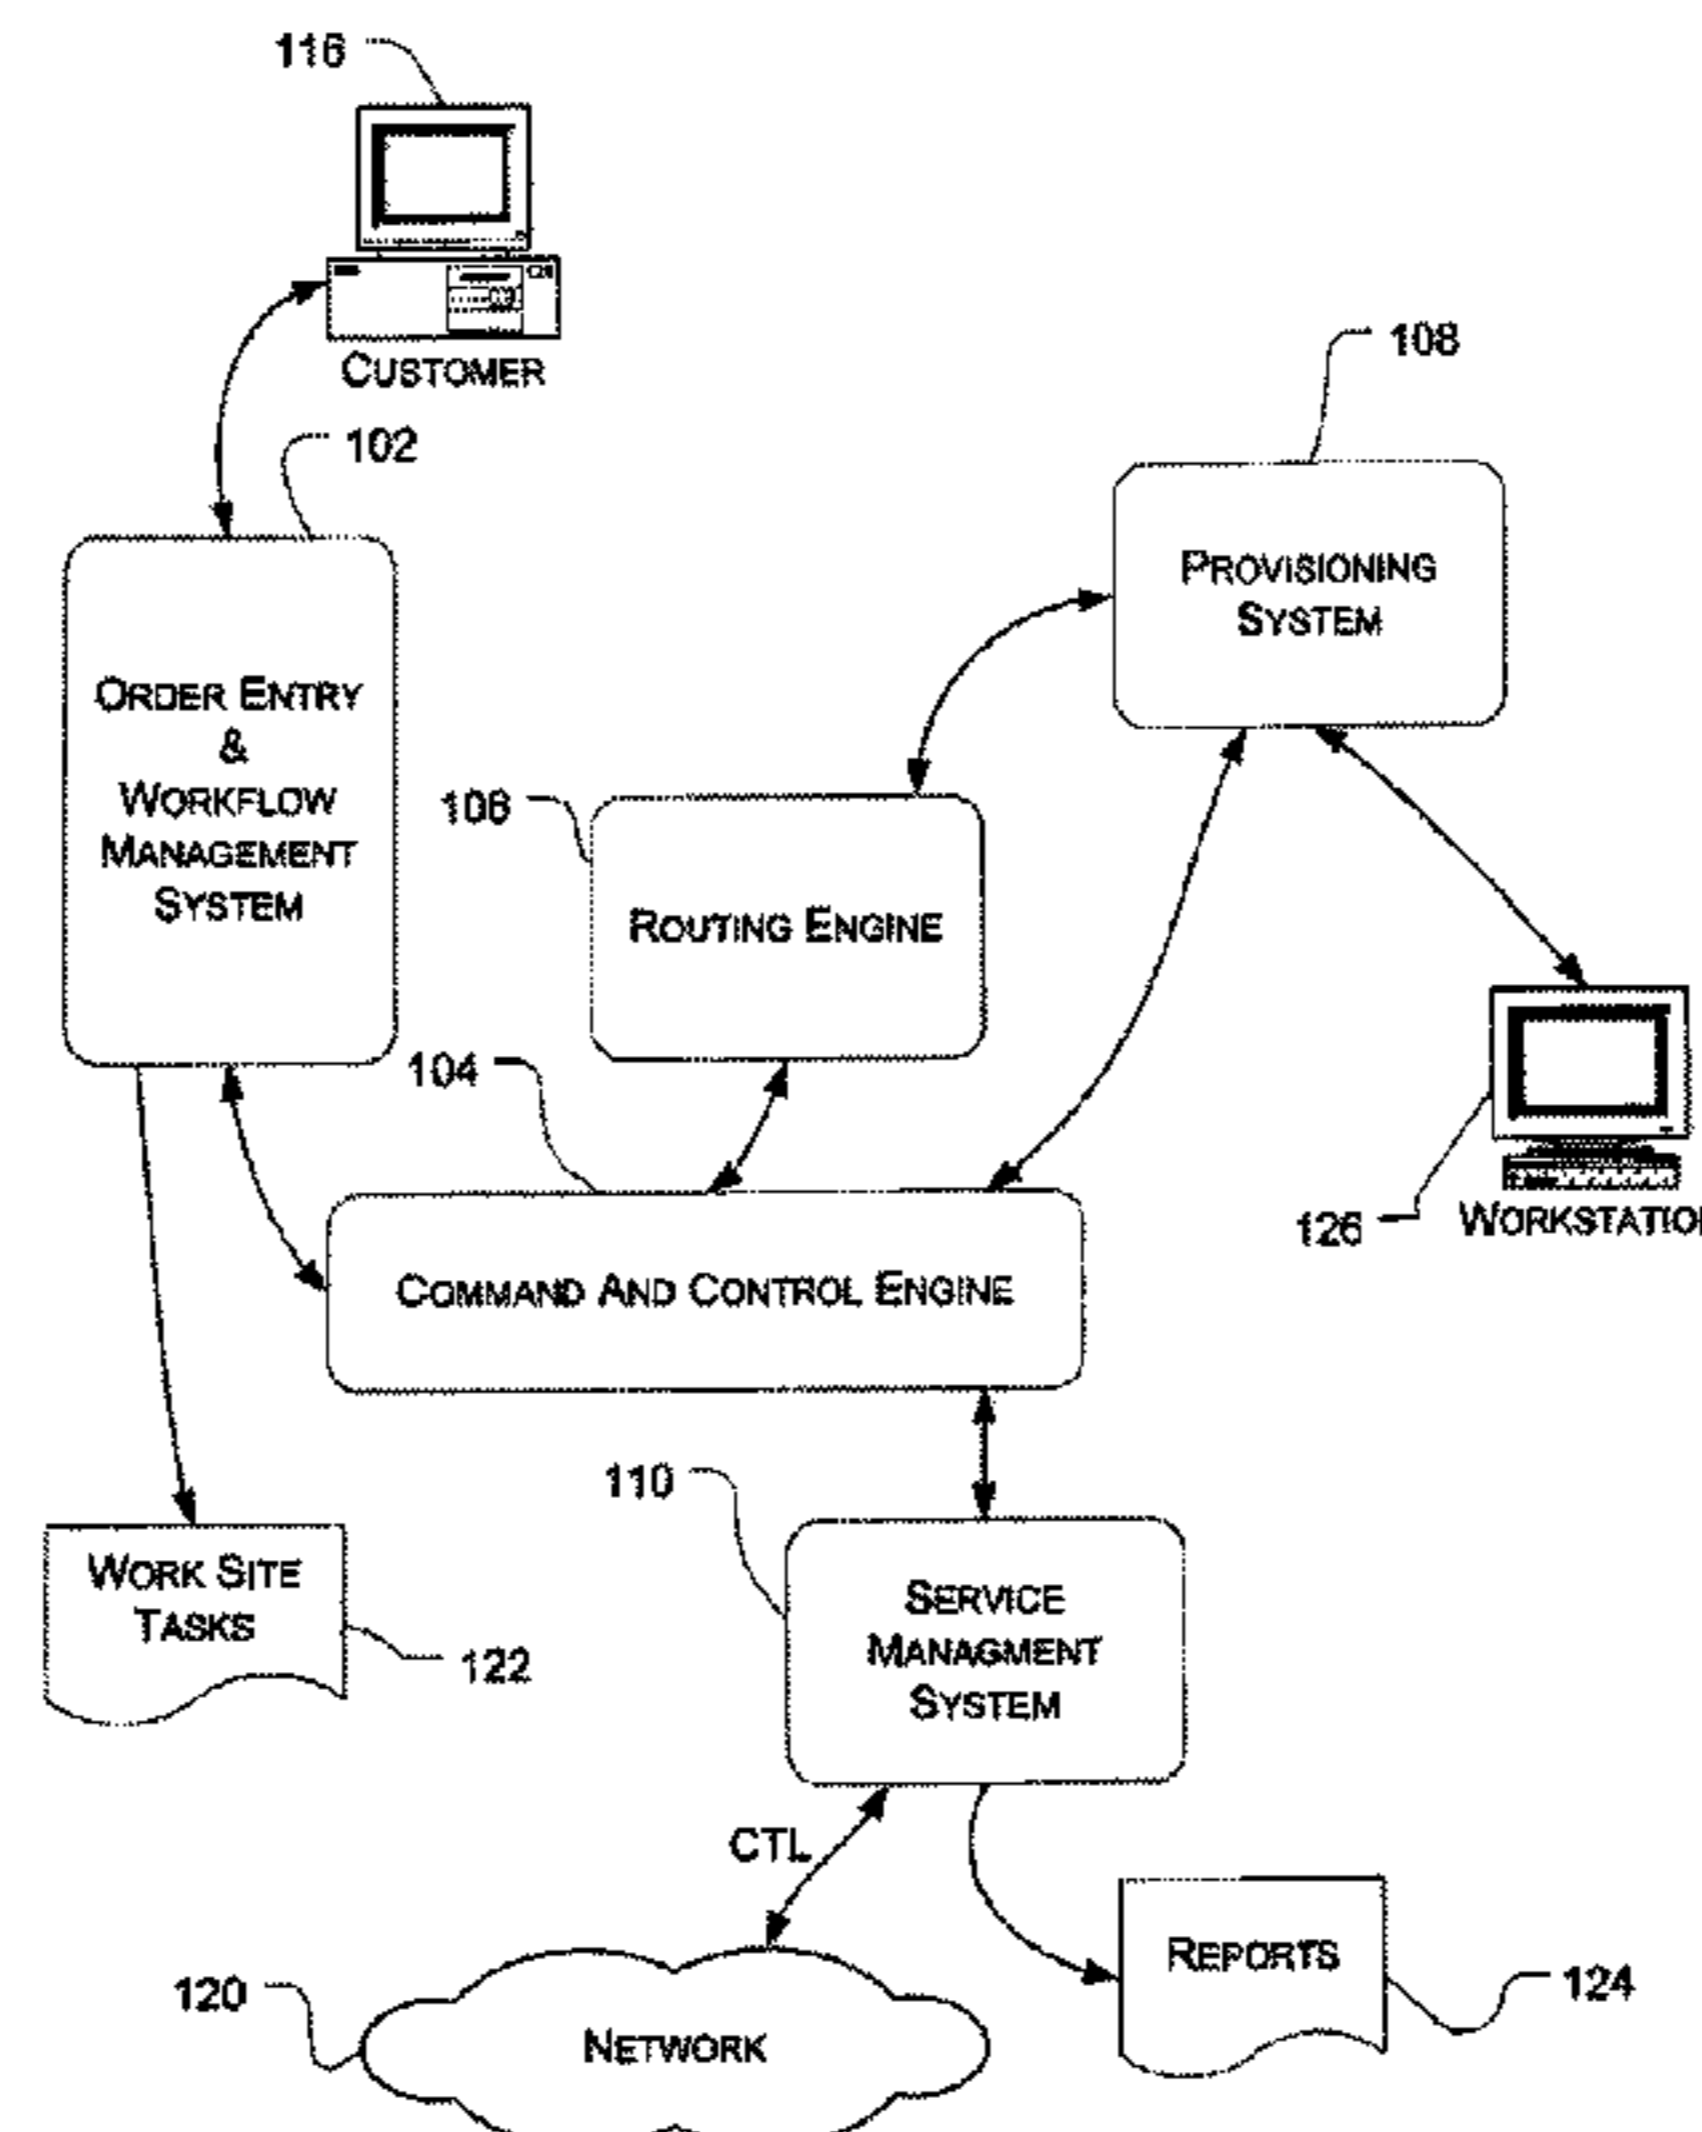 116
CUSTOMER
102
108
PROVISIONING
SYSTEM
ORDER ENTRY
&
WORKFLOW
MANAGEMENT
SYSTEM
106
ROUTING ENGINE
104
126
WORKSTATION
COMMAND AND CONTROL ENGINE
110
WORK SITE
TASKS
122
SERVICE
MANAGMENT
SYSTEM
CTL
REPORTS
124
120
NETWORK